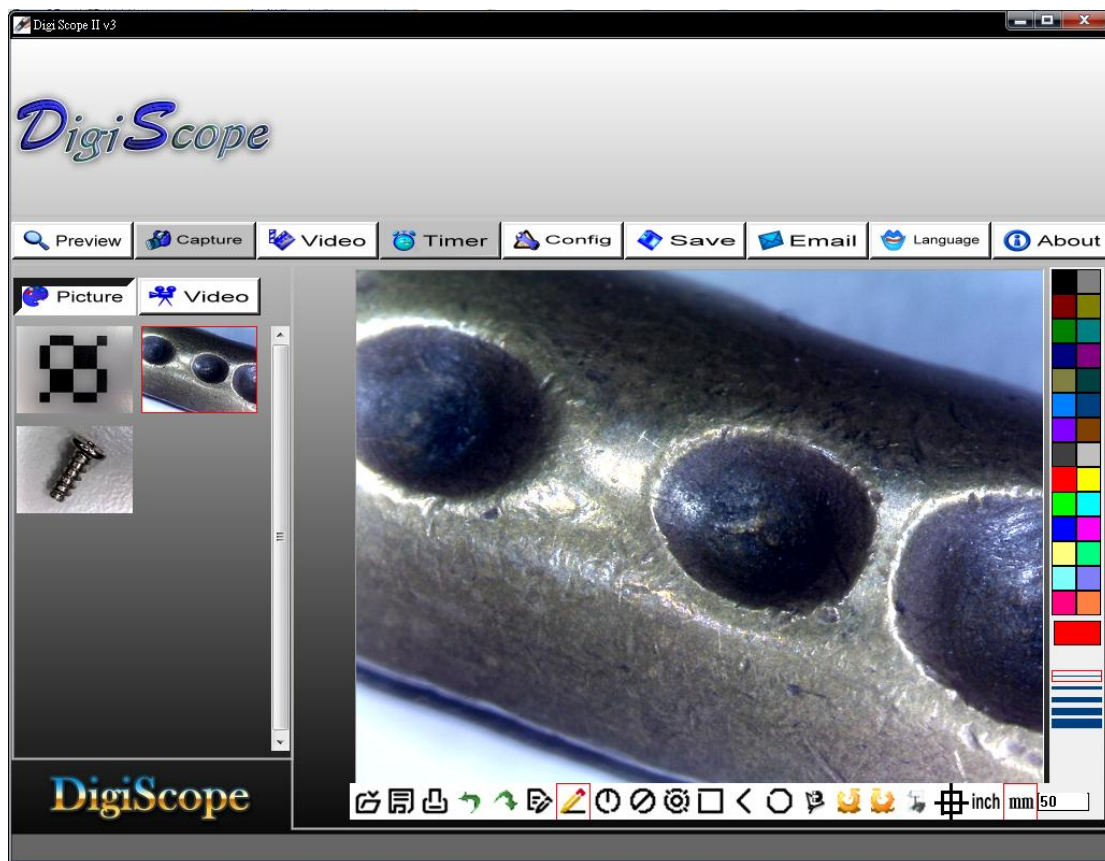 Digi Scope II v3
DigiScope
Preview Capture Video Timer Config Save Email Language About
Picture Video
DigiScope
inch mm 50